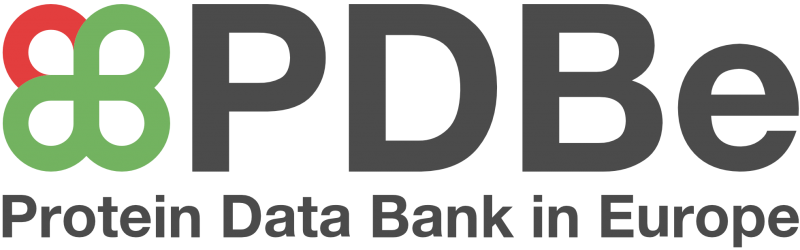 PDBe
Protein Data Bank in Europe